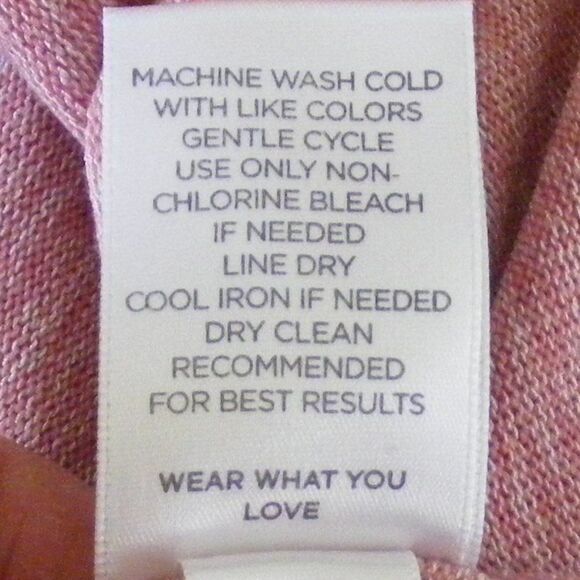 MACHINE WASH COLD
WITH LIKE COLORS
GENTLE CYCLE
USE ONLY NON-
CHLORINE BLEACH
IF NEEDED
LINE DRY
COOL IRON IF NEEDED
DRY CLEAN
RECOMMENDED
FOR BEST RESULTS
WEAR WHAT YOU
LOVE